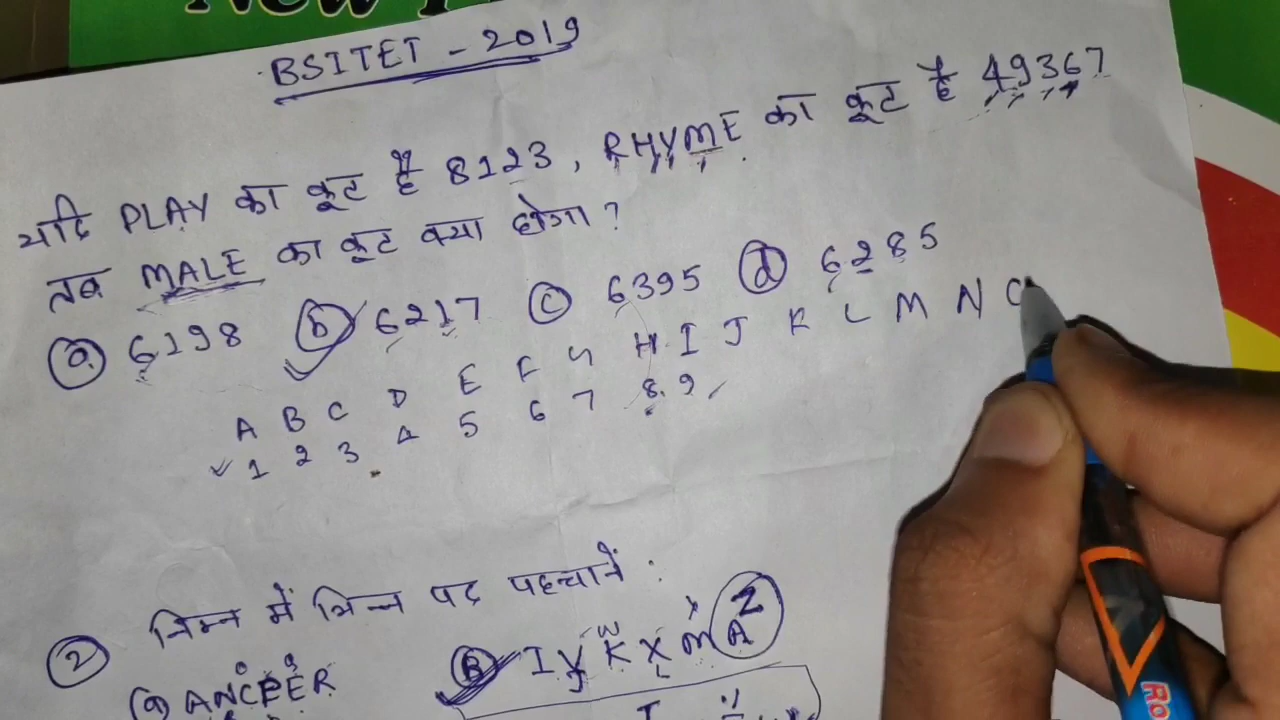 BSITET - 2019
यदि PLAY का कूट है 8123, RHYME का कूट है 49367
तब MALE का कूट क्या होगा?
(a) 6198 (b) 6217 (c) 6395 (d) 6285
A B C D E F G H I J K L M N O
1 2 3 4 5 6 7 8 9
(2) निम्न में भिन्न पद पहचानें :
(a) ANCPER (B)